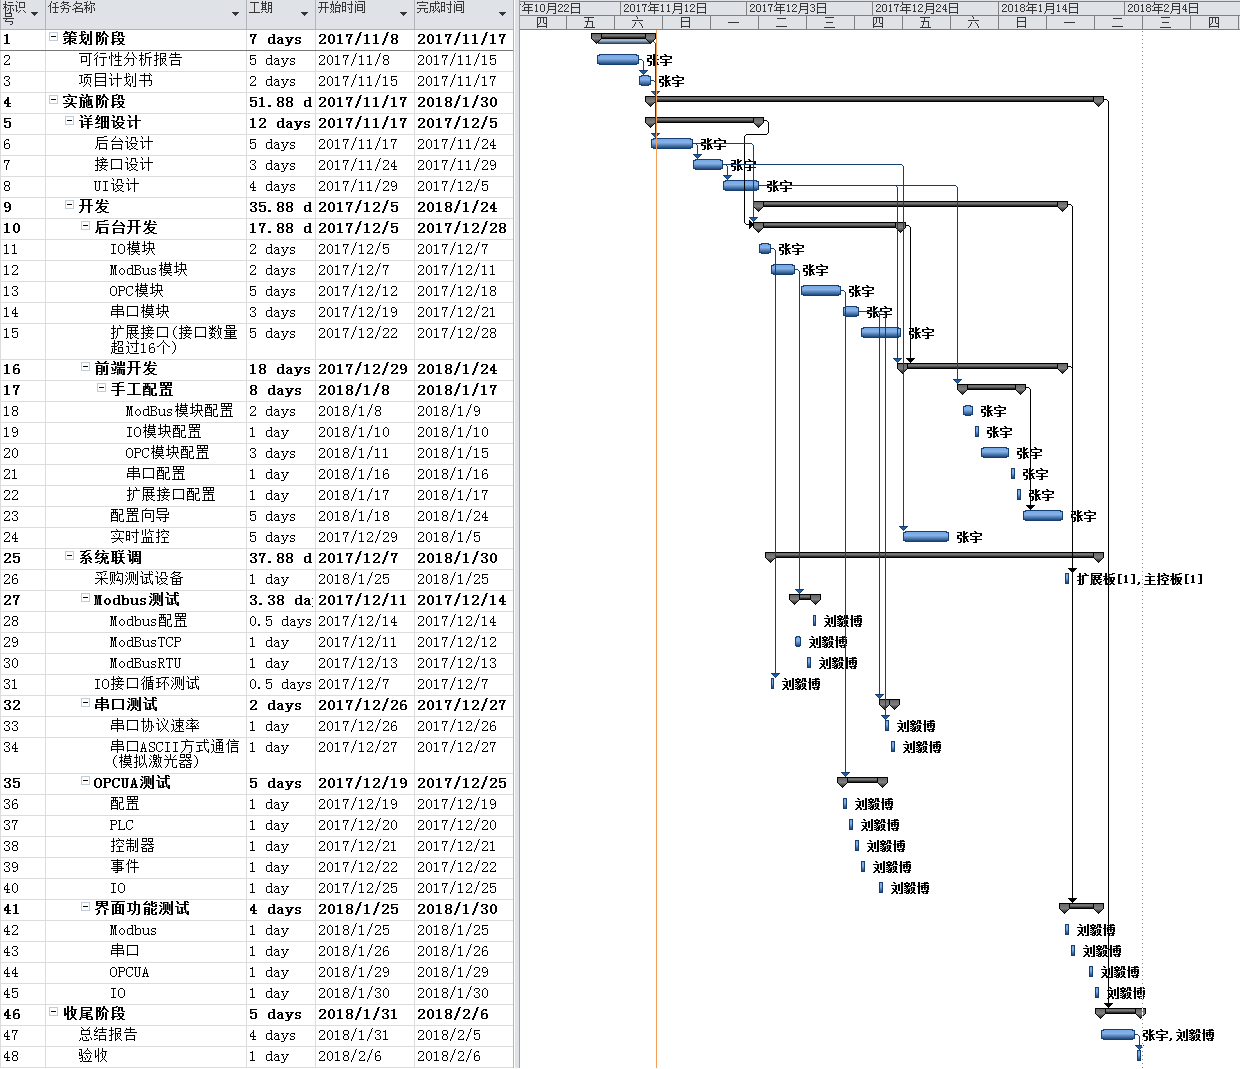 标识号 任务名称 工期 开始时间 完成时间
年10月22日 2017年11月12日 2017年12月3日 2017年12月24日 2018年1月14日 2018年2月4日
四 五 六 日 一 二 三 四 五 六 日 一 二 三 四
1 策划阶段 7 days 2017/11/8 2017/11/17
2 可行性分析报告 5 days 2017/11/8 2017/11/15 张宇
3 项目计划书 2 days 2017/11/15 2017/11/17 张宇
4 实施阶段 51.88 d 2017/11/17 2018/1/30
5 详细设计 12 days 2017/11/17 2017/12/5
6 后台设计 5 days 2017/11/17 2017/11/24 张宇
7 接口设计 3 days 2017/11/24 2017/11/29 张宇
8 UI设计 4 days 2017/11/29 2017/12/5 张宇
9 开发 35.88 d 2017/12/5 2018/1/24
10 后台开发 17.88 d 2017/12/5 2017/12/28
11 IO模块 2 days 2017/12/5 2017/12/7 张宇
12 ModBus模块 2 days 2017/12/7 2017/12/11 张宇
13 OPC模块 5 days 2017/12/12 2017/12/18 张宇
14 串口模块 3 days 2017/12/19 2017/12/21 张宇
15 扩展接口(接口数量 5 days 2017/12/22 2017/12/28 张宇
超过16个)
16 前端开发 18 days 2017/12/29 2018/1/24
17 手工配置 8 days 2018/1/8 2018/1/17
18 ModBus模块配置 2 days 2018/1/8 2018/1/9 张宇
19 IO模块配置 1 day 2018/1/10 2018/1/10 张宇
20 OPC模块配置 3 days 2018/1/11 2018/1/15 张宇
21 串口配置 1 day 2018/1/16 2018/1/16 张宇
22 扩展接口配置 1 day 2018/1/17 2018/1/17 张宇
23 配置向导 5 days 2018/1/18 2018/1/24 张宇
24 实时监控 5 days 2017/12/29 2018/1/5 张宇
25 系统联调 37.88 d 2017/12/7 2018/1/30
26 采购测试设备 1 day 2018/1/25 2018/1/25 扩展板[1],主控板[1]
27 Modbus测试 3.38 da 2017/12/11 2017/12/14
28 Modbus配置 0.5 days 2017/12/14 2017/12/14 刘毅博
29 ModBusTCP 1 day 2017/12/11 2017/12/12 刘毅博
30 ModBusRTU 1 day 2017/12/13 2017/12/13 刘毅博
31 IO接口循环测试 0.5 days 2017/12/7 2017/12/7 刘毅博
32 串口测试 2 days 2017/12/26 2017/12/27
33 串口协议速率 1 day 2017/12/26 2017/12/26 刘毅博
34 串口ASCII方式通信 1 day 2017/12/27 2017/12/27 刘毅博
(模拟激光器)
35 OPCUA测试 5 days 2017/12/19 2017/12/25
36 配置 1 day 2017/12/19 2017/12/19 刘毅博
37 PLC 1 day 2017/12/20 2017/12/20 刘毅博
38 控制器 1 day 2017/12/21 2017/12/21 刘毅博
39 事件 1 day 2017/12/22 2017/12/22 刘毅博
40 IO 1 day 2017/12/25 2017/12/25 刘毅博
41 界面功能测试 4 days 2018/1/25 2018/1/30
42 Modbus 1 day 2018/1/25 2018/1/25 刘毅博
43 串口 1 day 2018/1/26 2018/1/26 刘毅博
44 OPCUA 1 day 2018/1/29 2018/1/29 刘毅博
45 IO 1 day 2018/1/30 2018/1/30 刘毅博
46 收尾阶段 5 days 2018/1/31 2018/2/6
47 总结报告 4 days 2018/1/31 2018/2/5 张宇,刘毅博
48 验收 1 day 2018/2/6 2018/2/6